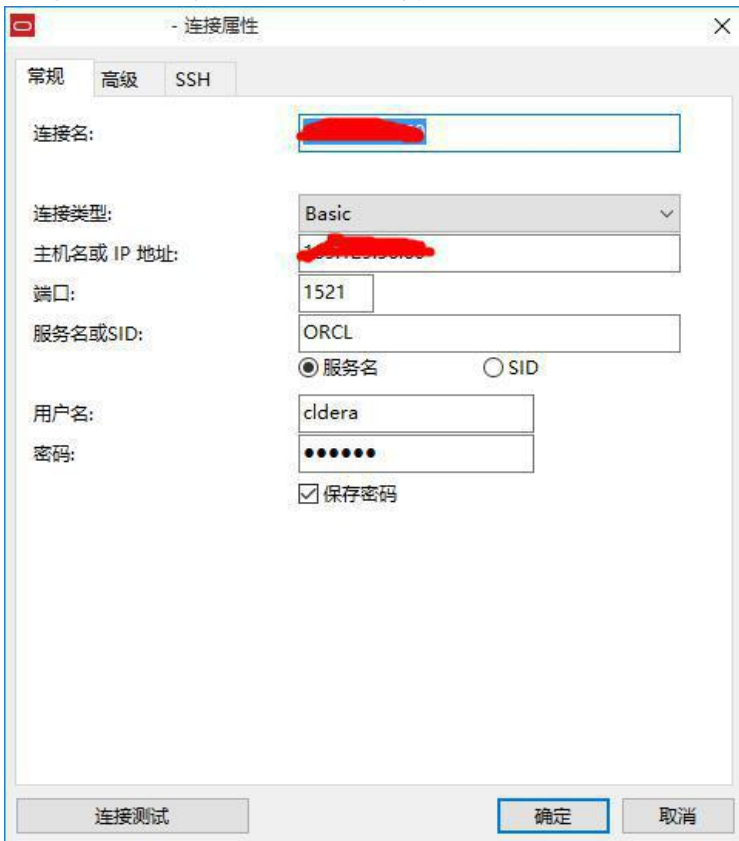 - 连接属性
常规 高级 SSH
连接名:
连接类型: Basic
主机名或 IP 地址:
端口: 1521
服务名或SID: ORCL
服务名 SID
用户名: cldera
密码: ●●●●●●
保存密码
连接测试 确定 取消